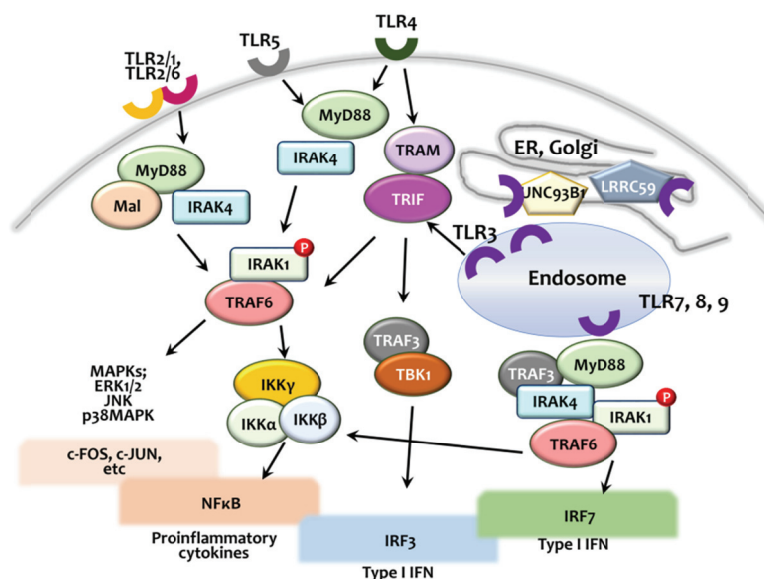 TLR4
TLR5
TLR2/1,
TLR2/6
MyD88
ER, Golgi
IRAK4
TRAM
MyD88
UNC93B1
LRRC59
Mal
IRAK4
TRIF
TLR3
P
IRAK1
Endosome
TRAF6
TLR7, 8, 9
TRAF3
MyD88
TRAF3
MAPKs;
ERK1/2
JNK
p38MAPK
IKKγ
TBK1
IRAK4
P
IRAK1
IKKα
IKKβ
TRAF6
c-FOS, c-JUN,
etc
NFκB
IRF7
Proinflammatory
cytokines
IRF3
Type I IFN
Type I IFN